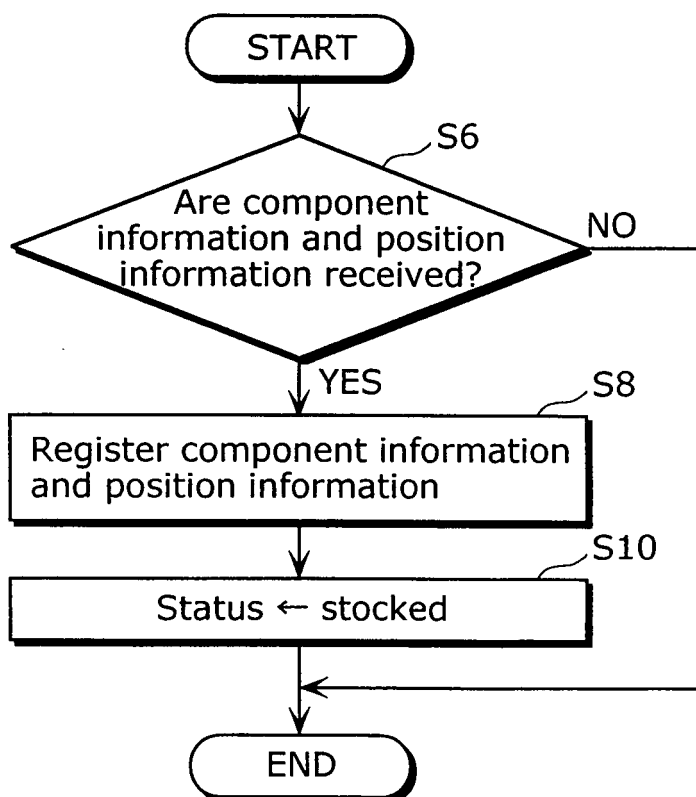 START
S6
Are component
information and position
information received?
NO
YES
S8
Register component information
and position information
S10
Status ← stocked
END